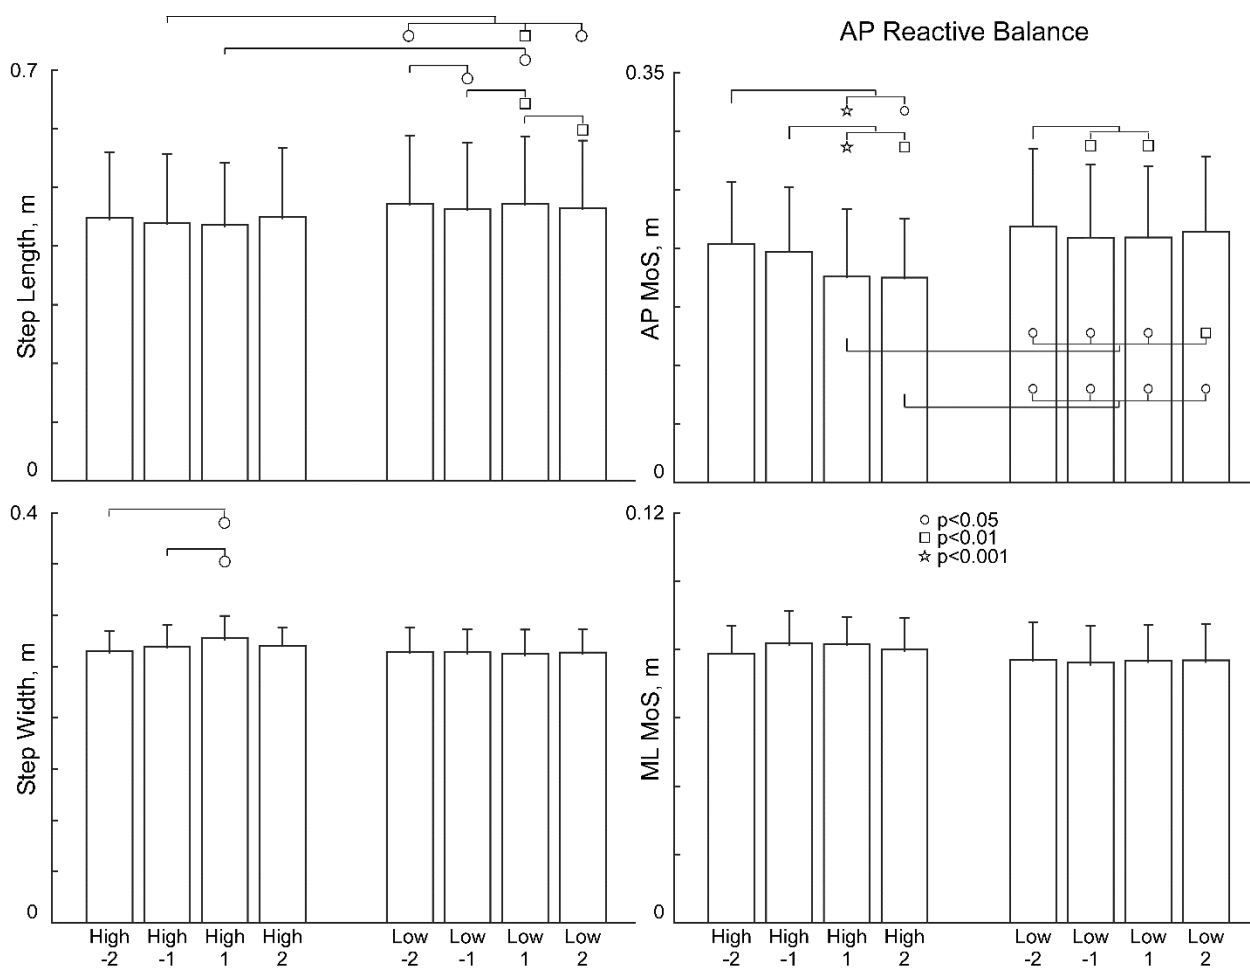 AP Reactive Balance
0.7
Step Length, m
0
0.35
AP MoS, m
0
0.4
Step Width, m
0
High High High High Low Low Low Low
-2 -1 1 2 -2 -1 1 2
0.12
ML MoS, m
0
p<0.05
p<0.01
p<0.001
High High High High Low Low Low Low
-2 -1 1 2 -2 -1 1 2